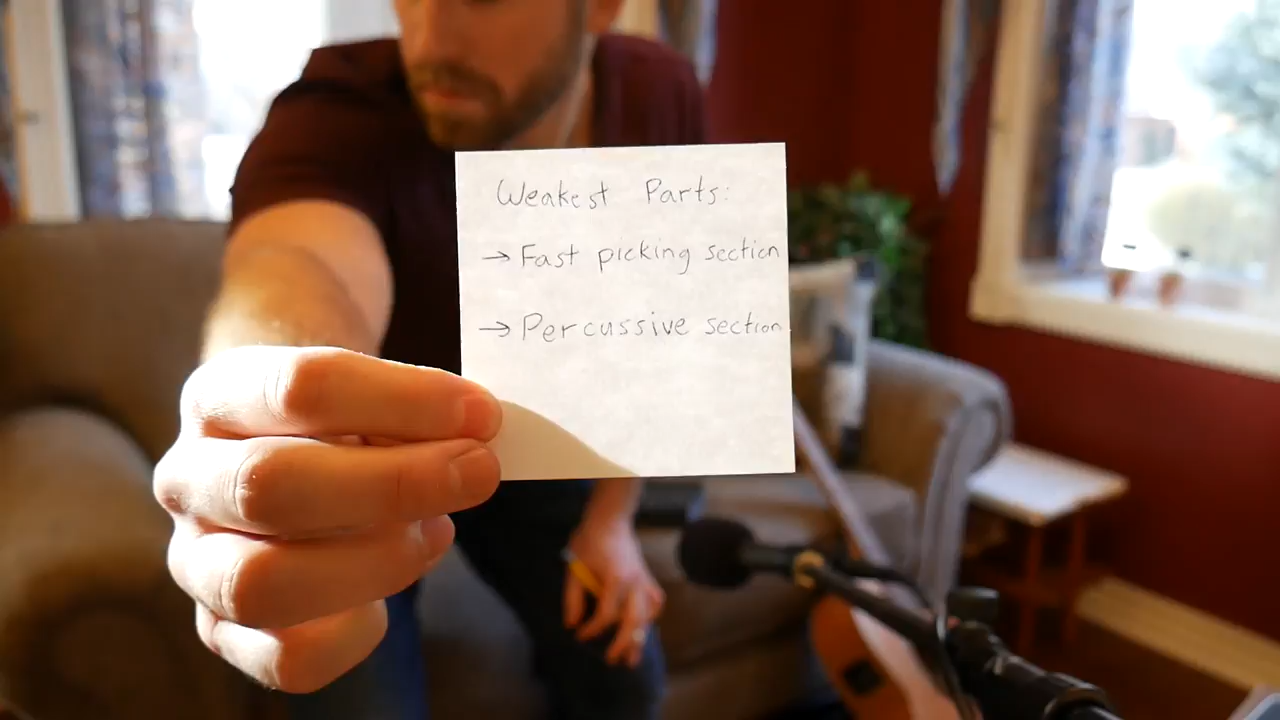 Weakest Parts:
→ Fast picking section
→ Percussive section